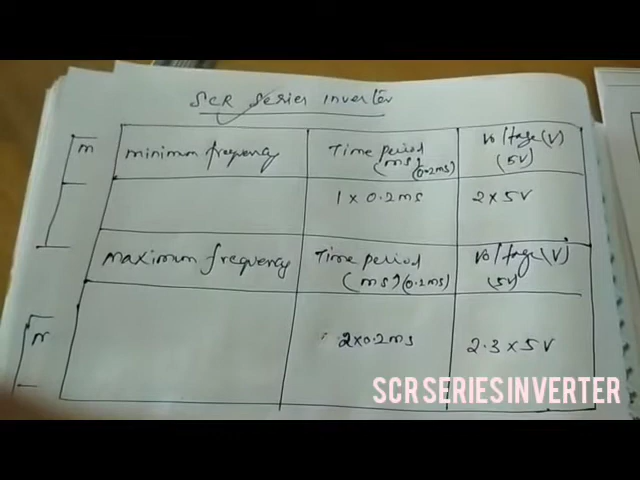 SCR Series Inverter
m
minimum frequency
Time period
(ms)
(0.2ms)
Voltage(V)
(5V)
1 x 0.2ms
2 x 5V
maximum frequency
Time period
(ms)(0.2ms)
Voltage(V)
(5V)
2x0.2ms
2.3 x 5V
SCR SERIES INVERTER